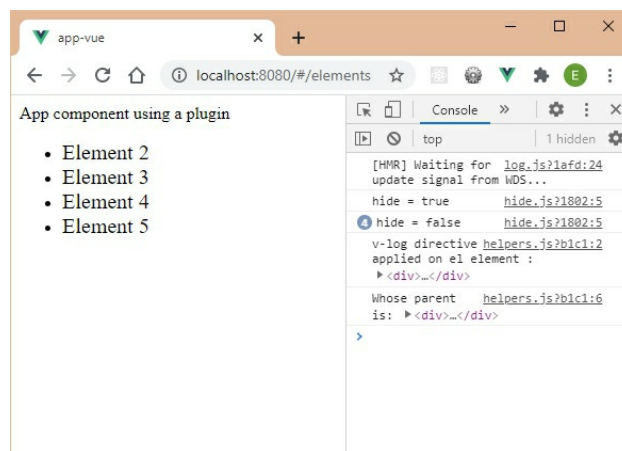 app-vue
localhost:8080/#/elements
E
App component using a plugin
Element 2
Element 3
Element 4
Element 5
Console
top
1 hidden
[HMR] Waiting for log.js?1afd:24
update signal from WDS...
hide = true hide.js?1802:5
4 hide = false hide.js?1802:5
v-log directive helpers.js?b1c1:2
applied on el element :
<div>…</div>
Whose parent helpers.js?b1c1:6
is: <div>…</div>